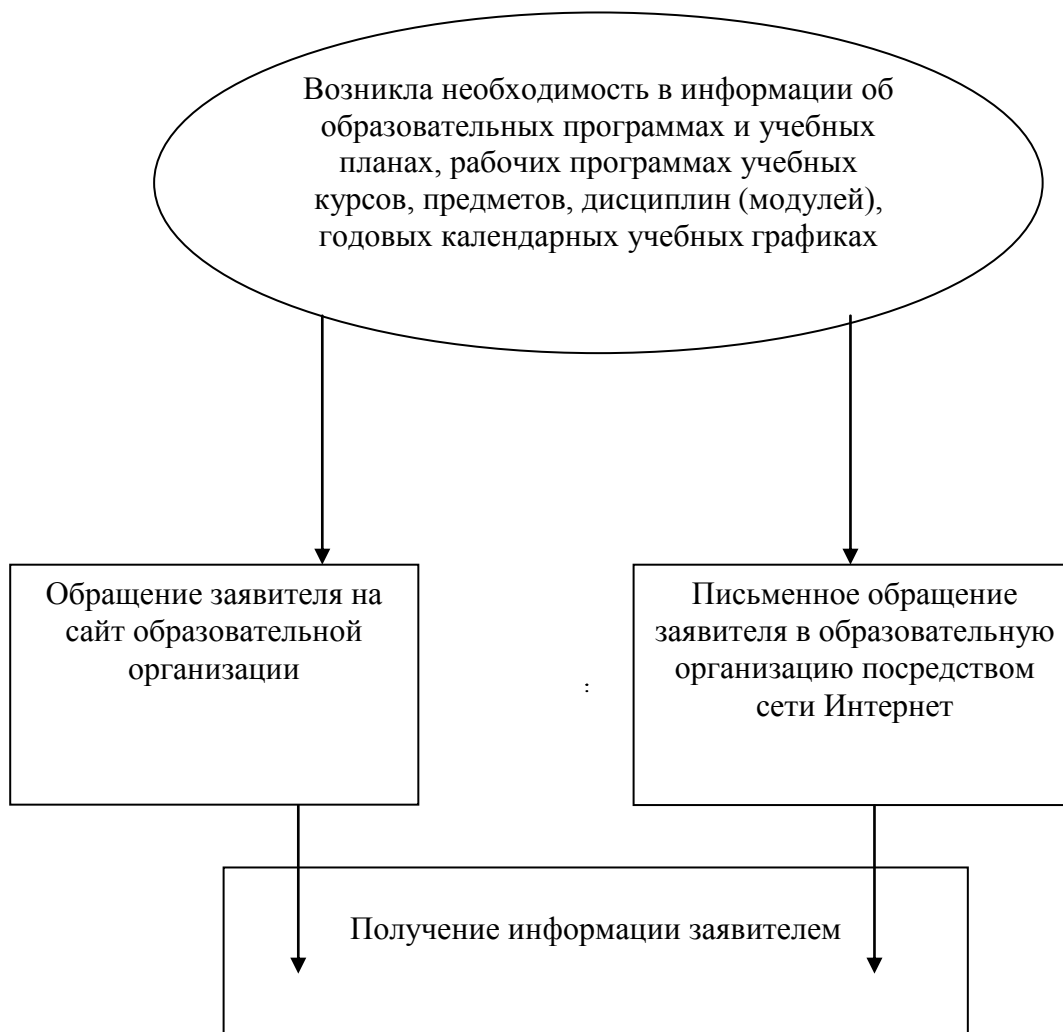 Возникла необходимость в информации об
образовательных программах и учебных
планах, рабочих программах учебных
курсов, предметов, дисциплин (модулей),
годовых календарных учебных графиках
Обращение заявителя на
сайт образовательной
организации
:
Письменное обращение
заявителя в образовательную
организацию посредством
сети Интернет
Получение информации заявителем